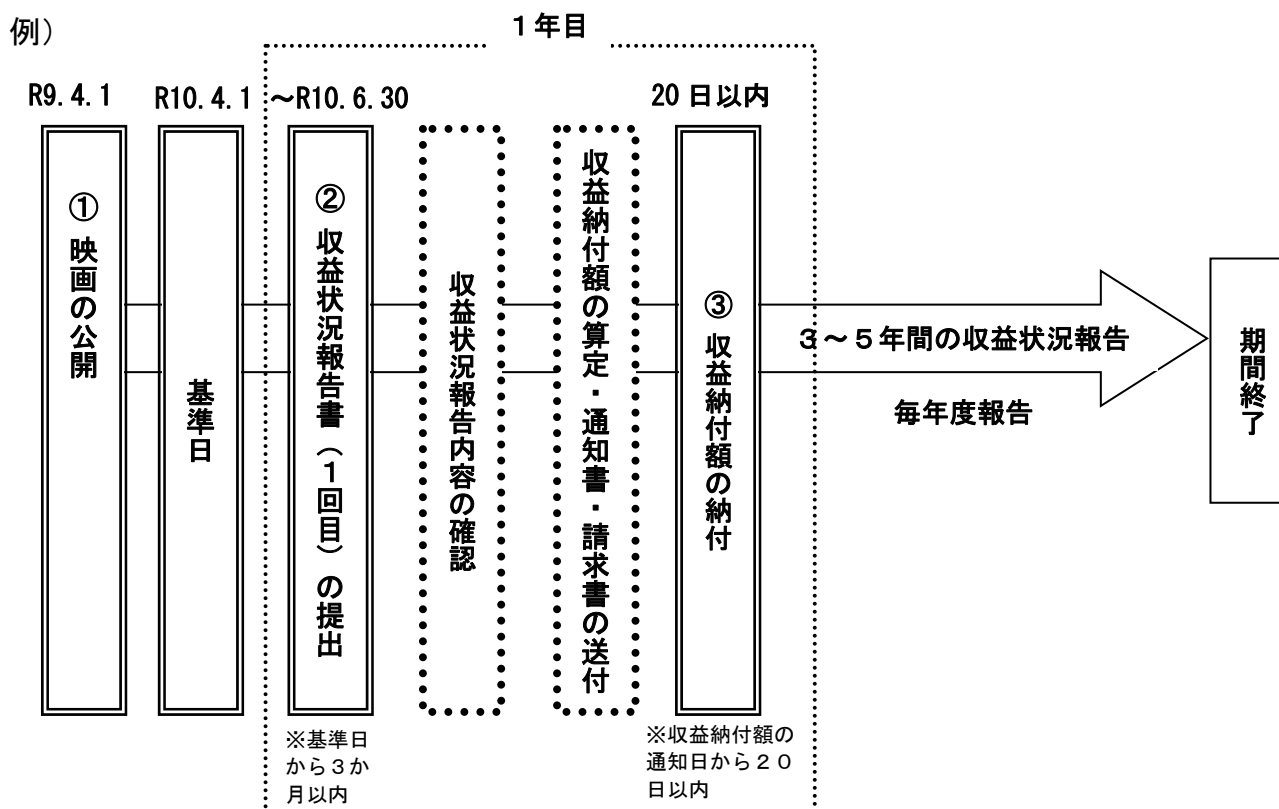 例）
１年目
R9.4.1
R10.4.1
～R10.6.30
20日以内
①映画の公開
基準日
②収益状況報告書（１回目）の提出
収益状況報告内容の確認
収益納付額の算定・通知書・請求書の送付
③収益納付額の納付
３～５年間の収益状況報告
毎年度報告
期間終了
※基準日
から３か
月以内
※収益納付額の
通知日から２０
日以内